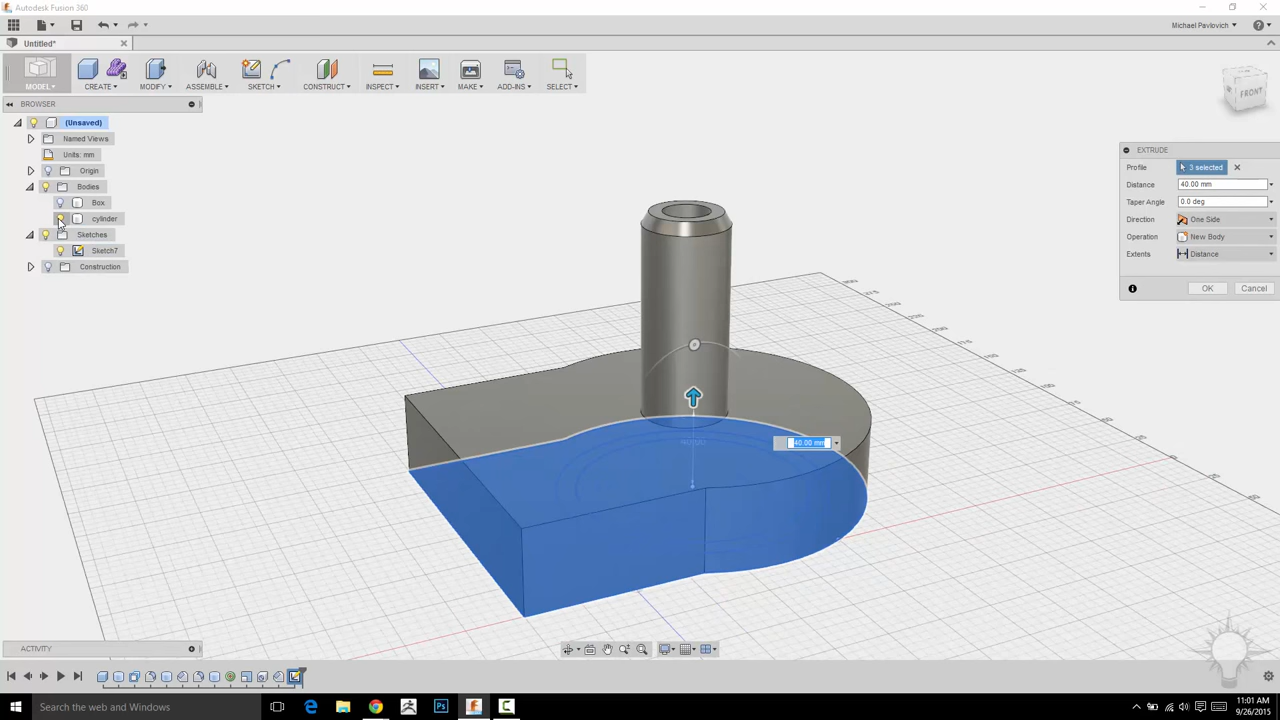 Autodesk Fusion 360
Michael Pavlovich
Untitled*
MODEL
CREATE
MODIFY
ASSEMBLE
SKETCH
CONSTRUCT
INSPECT
INSERT
MAKE
ADD-INS
SELECT
BROWSER
(Unsaved)
Named Views
Units: mm
Origin
Bodies
Box
cylinder
Sketches
Sketch7
Construction
FRONT
EXTRUDE
Profile 3 selected
Distance 40.00 mm
Taper Angle 0.0 deg
Direction One Side
Operation New Body
Extents Distance
OK Cancel
40.00 mm
ACTIVITY
Search the web and Windows
11:01 AM
9/26/2015